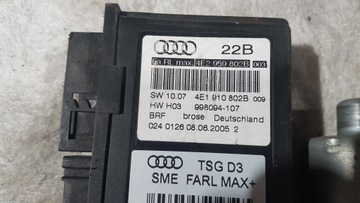 22B
Fa RL max 4E2 959 802B 003
SW 10.07 4E1 910 802B 009
HW H03 998094-107
BRF brose Deutschland
024 0126 08.06.2005 2
TSG D3
SME FARL MAX+